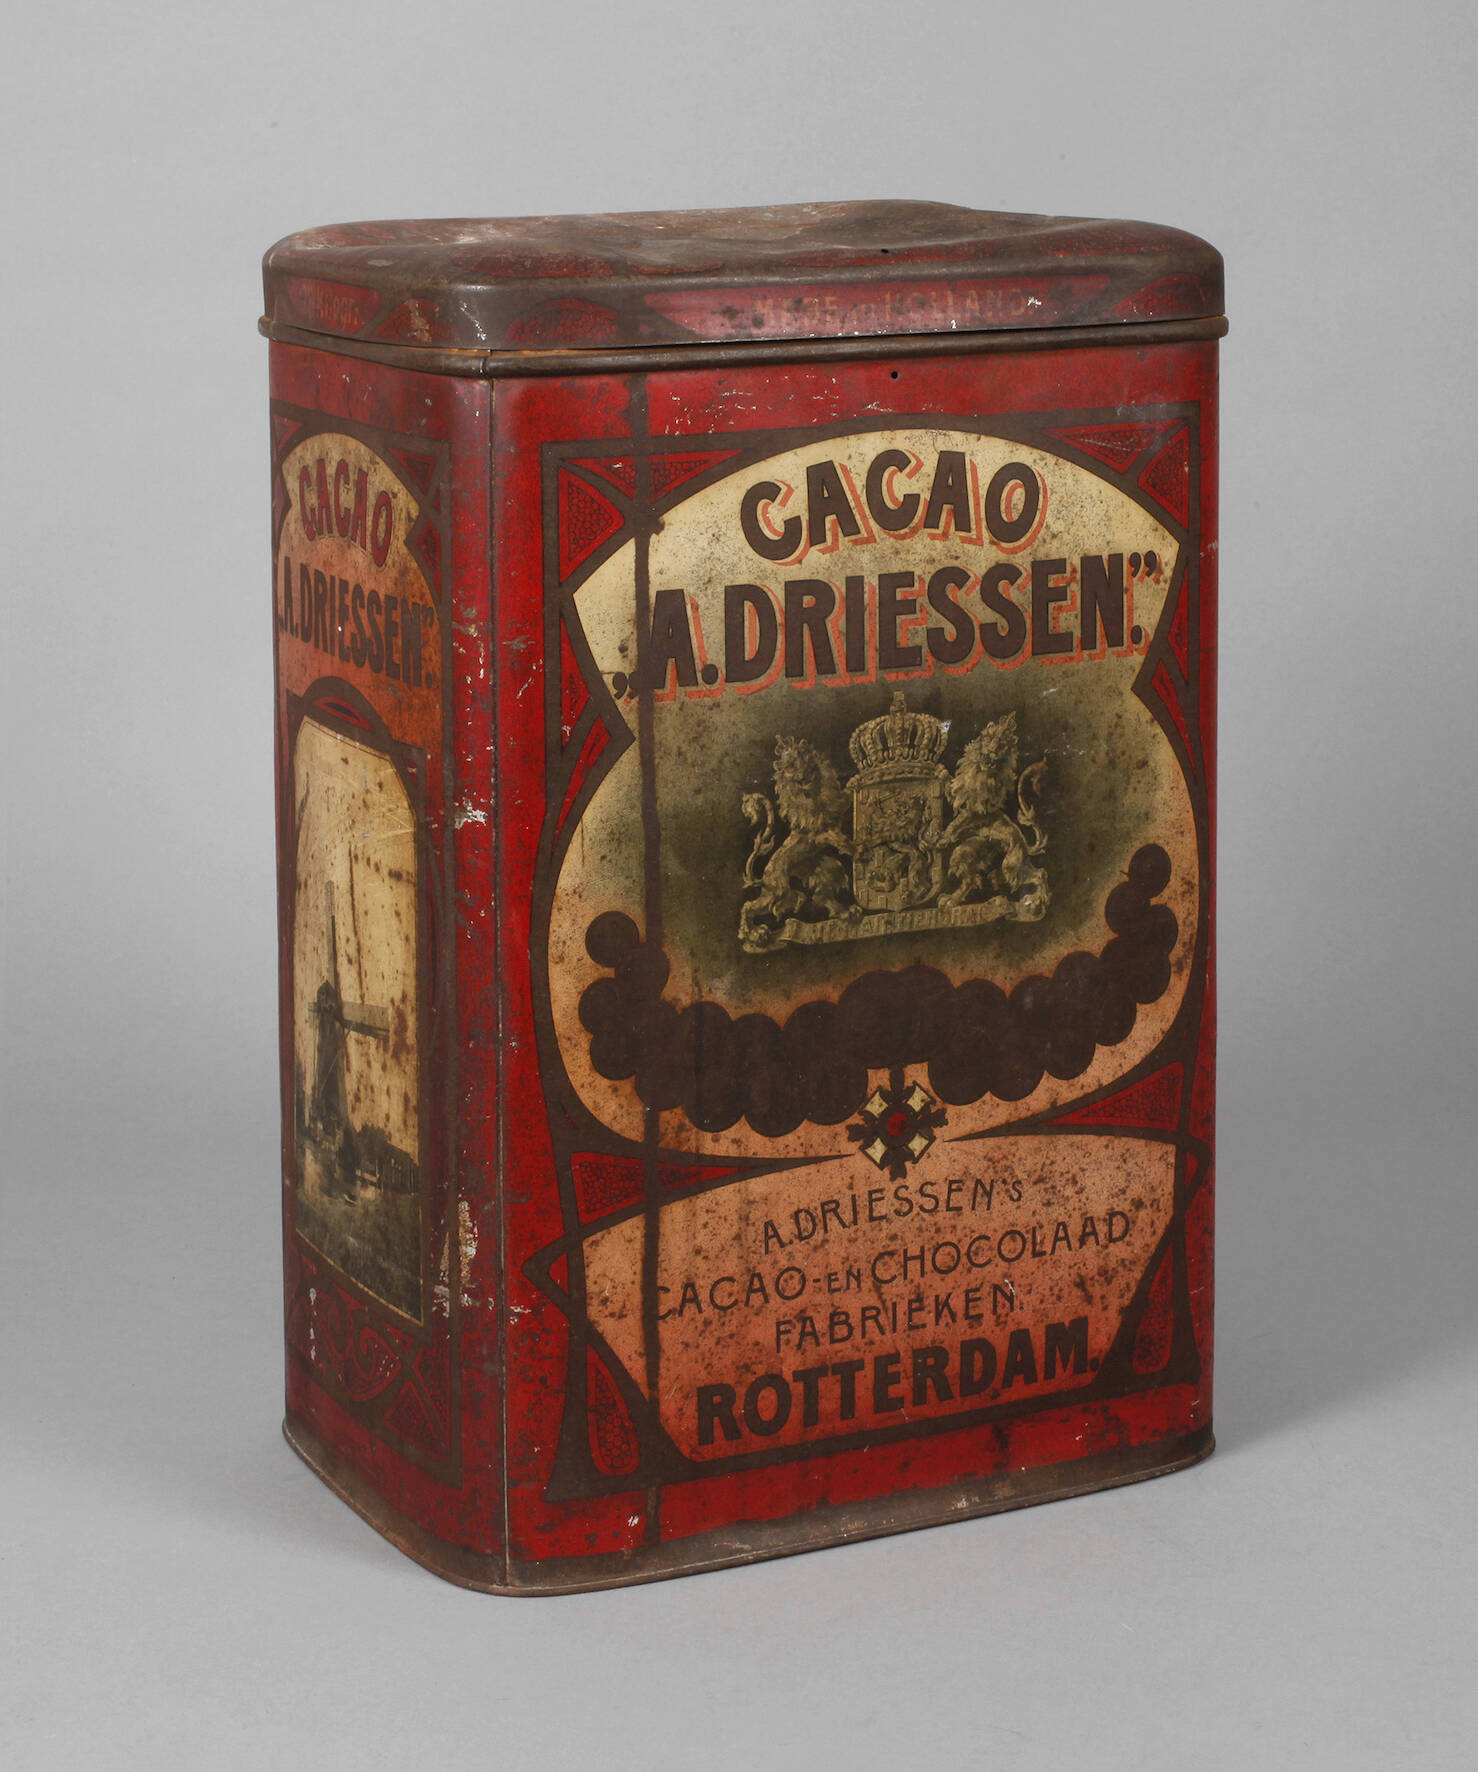 MADE in HOLLAND.
CACAO
„A.DRIESSEN.”
CACAO
„A.DRIESSEN.”
A.DRIESSEN'S
CACAO-EN CHOCOLAAD
FABRIEKEN.
ROTTERDAM.